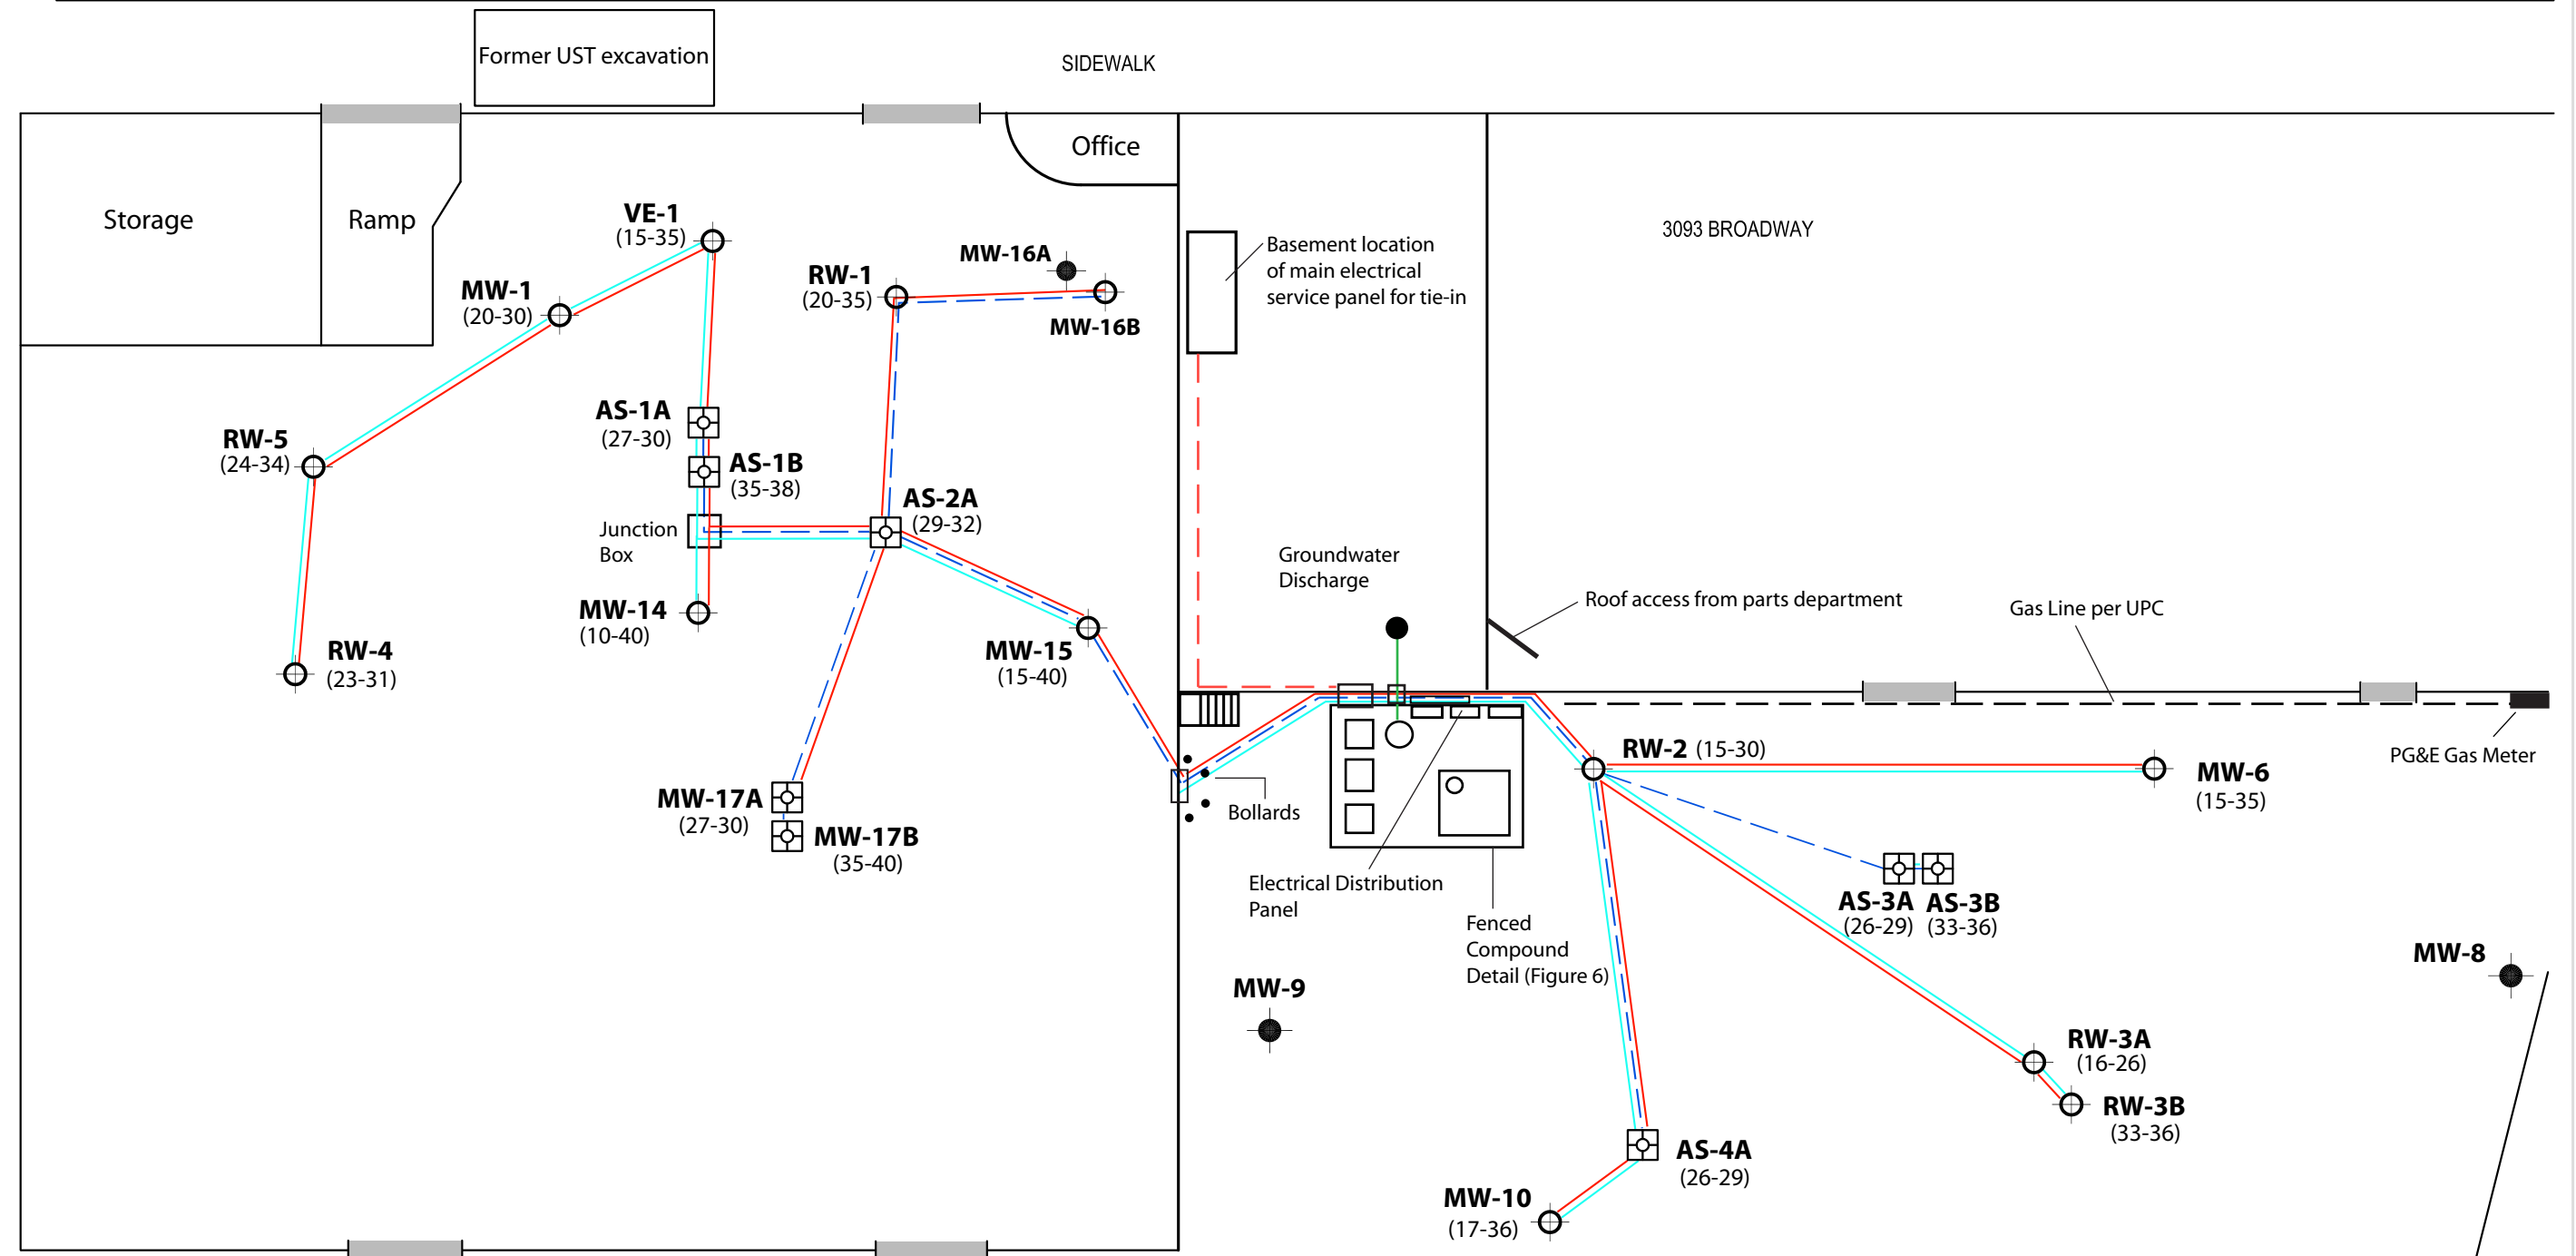 Former UST excavation
SIDEWALK
Office
Storage
Ramp
VE-1
(15-35)
MW-1
(20-30)
RW-1
(20-35)
MW-16A
MW-16B
Basement location
of main electrical
service panel for tie-in
3093 BROADWAY
RW-5
(24-34)
AS-1A
(27-30)
AS-1B
(35-38)
Junction
Box
AS-2A
(29-32)
MW-14
(10-40)
RW-4
(23-31)
MW-15
(15-40)
Groundwater
Discharge
Roof access from parts department
Gas Line per UPC
PG&E Gas Meter
RW-2 (15-30)
MW-6
(15-35)
MW-17A
(27-30)
MW-17B
(35-40)
Bollards
Electrical Distribution
Panel
Fenced
Compound
Detail (Figure 6)
AS-3A
(26-29)
AS-3B
(33-36)
MW-8
MW-9
RW-3A
(16-26)
RW-3B
(33-36)
AS-4A
(26-29)
MW-10
(17-36)